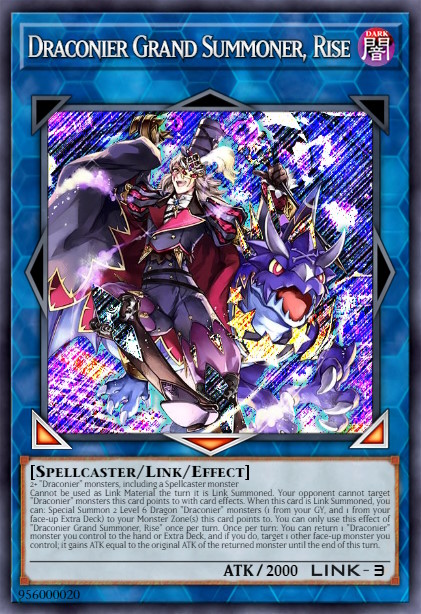 DRACONIER GRAND SUMMONER, RISE
DARK
闇
[SPELLCASTER/LINK/EFFECT]
2+ "Draconier" monsters, including a Spellcaster monster
Cannot be used as Link Material the turn it is Link Summoned. Your opponent cannot target
"Draconier" monsters this card points to with card effects. When this card is Link Summoned, you
can: Special Summon 2 Level 6 Dragon "Draconier" monsters (1 from your GY, and 1 from your
face-up Extra Deck) to your Monster Zone(s) this card points to. You can only use this effect of
"Draconier Grand Summoner, Rise" once per turn. Once per turn: You can return 1 "Draconier"
monster you control to the hand or Extra Deck, and if you do, target 1 other face-up monster you
control; it gains ATK equal to the original ATK of the returned monster until the end of this turn.
ATK/2000 LINK-3
956000020